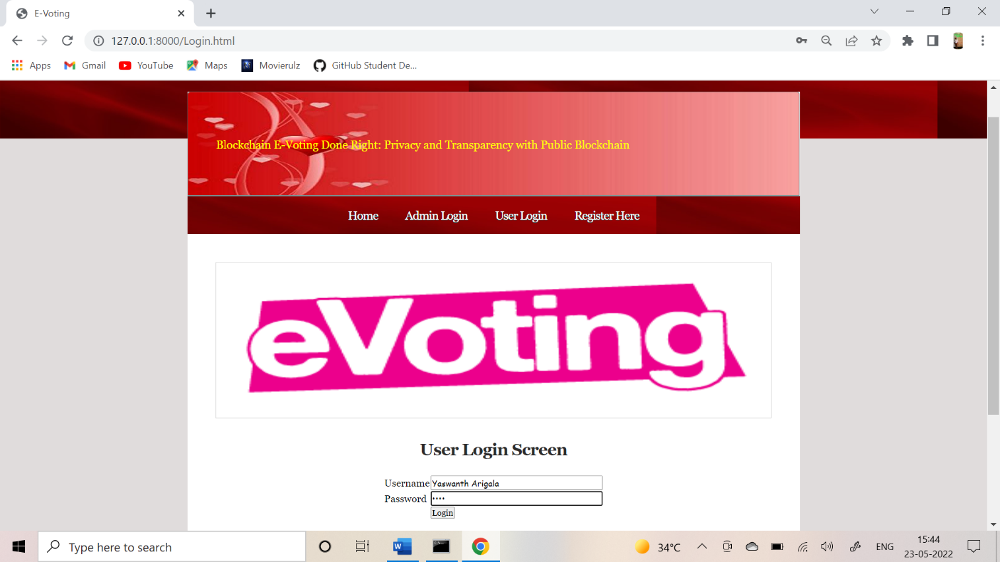 E-Voting
127.0.0.1:8000/Login.html
Apps Gmail YouTube Maps Movierulz GitHub Student De...
Blockchain E-Voting Done Right: Privacy and Transparency with Public Blockchain
Home Admin Login User Login Register Here
eVoting
User Login Screen
Username Yaswanth Arigala
Password ••••
Login
Type here to search
34°C
ENG
15:44
23-05-2022